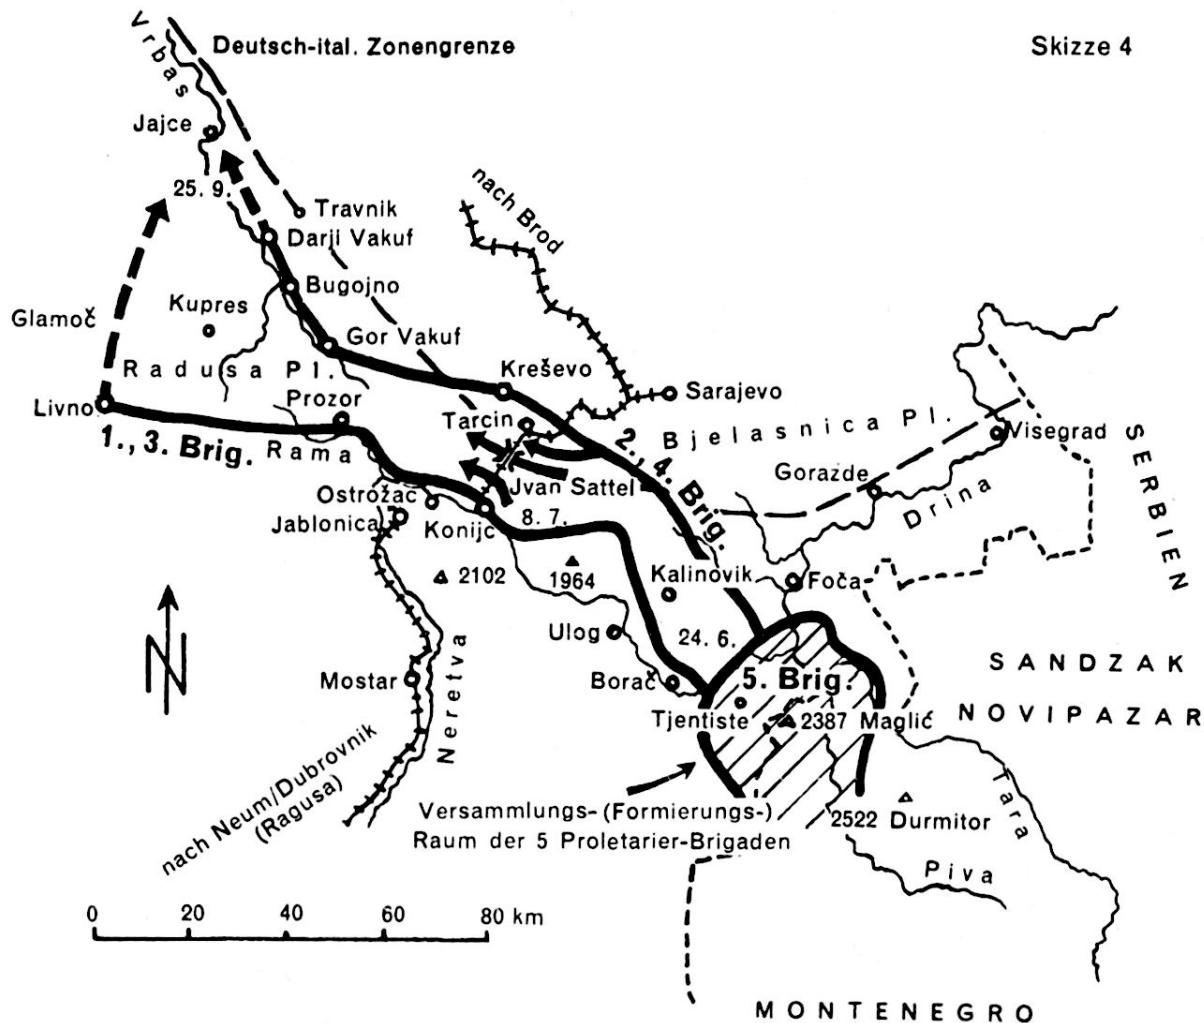 Vrbas
Deutsch-ital. Zonengrenze
Skizze 4
Jajce
25. 9.
Travnik
Darji Vakuf
nach Brod
Bugojno
Kupres
Glamoč
Gor Vakuf
Radusa Pl.
Kreševo
Sarajevo
Livno
Prozor
Tarcin
Bjelasnica Pl.
Visegrad
SERBIEN
1., 3. Brig.
Rama
2., 4. Brig.
Gorazde
Jvan Sattel
Ostrožac
Drina
Jablonica
Konijc
8. 7.
2102
1964
Kalinovik
Foča
Ulog
24. 6.
SANDZAK
NOVIPAZAR
Neretva
Mostar
Borač
5. Brig.
Tjentiste
2387 Maglić
nach Neum/Dubrovnik
(Ragusa)
Versammlungs-(Formierungs-)
Raum der 5 Proletarier-Brigaden
2522 Durmitor
Tara
Piva
0 20 40 60 80 km
MONTENEGRO
N